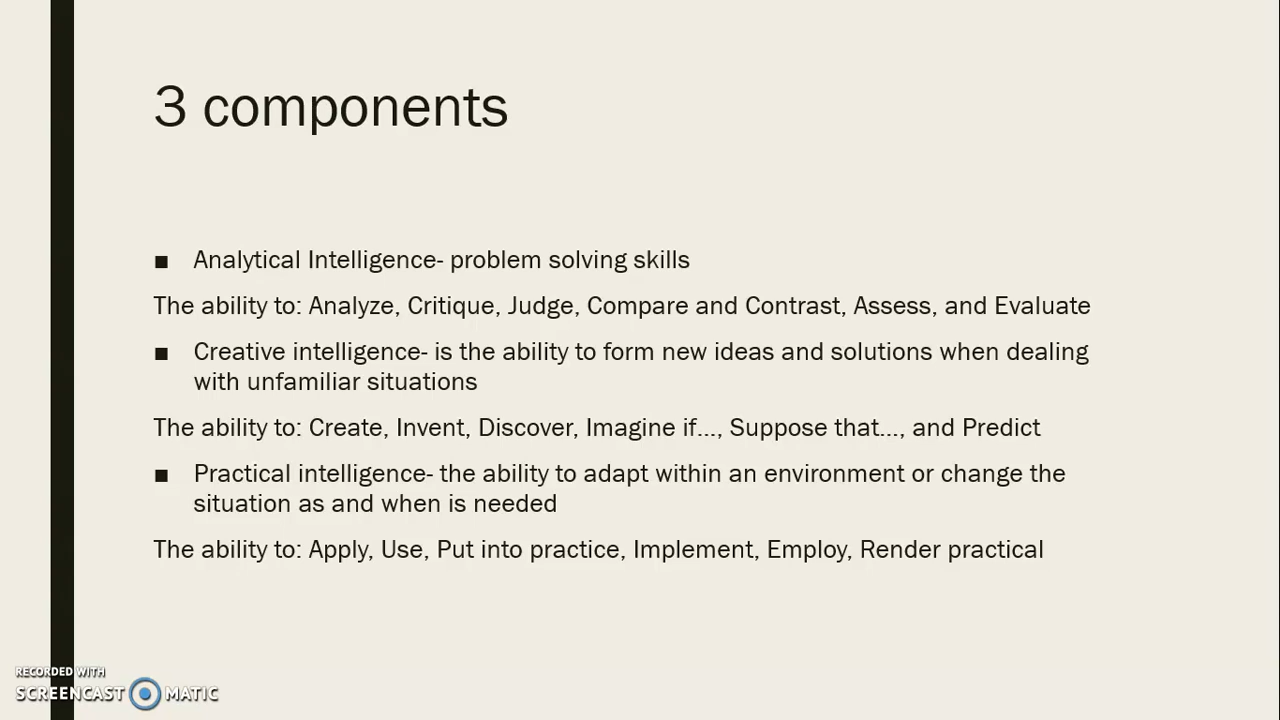 3 components
■ Analytical Intelligence- problem solving skills
The ability to: Analyze, Critique, Judge, Compare and Contrast, Assess, and Evaluate
■ Creative intelligence- is the ability to form new ideas and solutions when dealing
with unfamiliar situations
The ability to: Create, Invent, Discover, Imagine if..., Suppose that..., and Predict
■ Practical intelligence- the ability to adapt within an environment or change the
situation as and when is needed
The ability to: Apply, Use, Put into practice, Implement, Employ, Render practical
RECORDED WITH
SCREENCAST MATIC